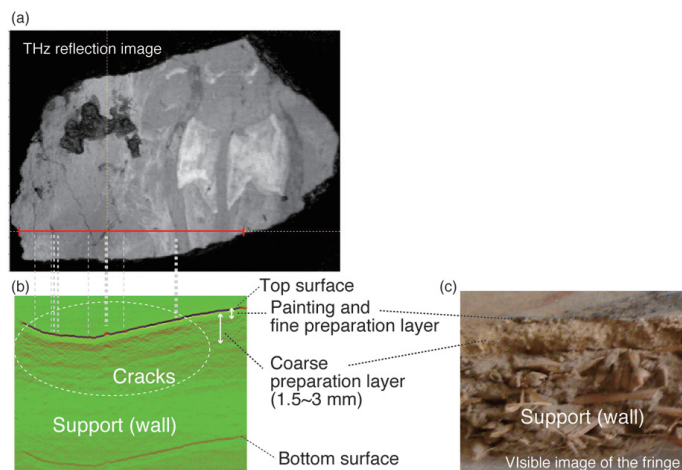 (a)
THz reflection image
(b)
Top surface
Painting and
fine preparation layer
Cracks
Coarse
preparation layer
(1.5~3 mm)
Support (wall)
Bottom surface
(c)
Support (wall)
VIsible image of the fringe